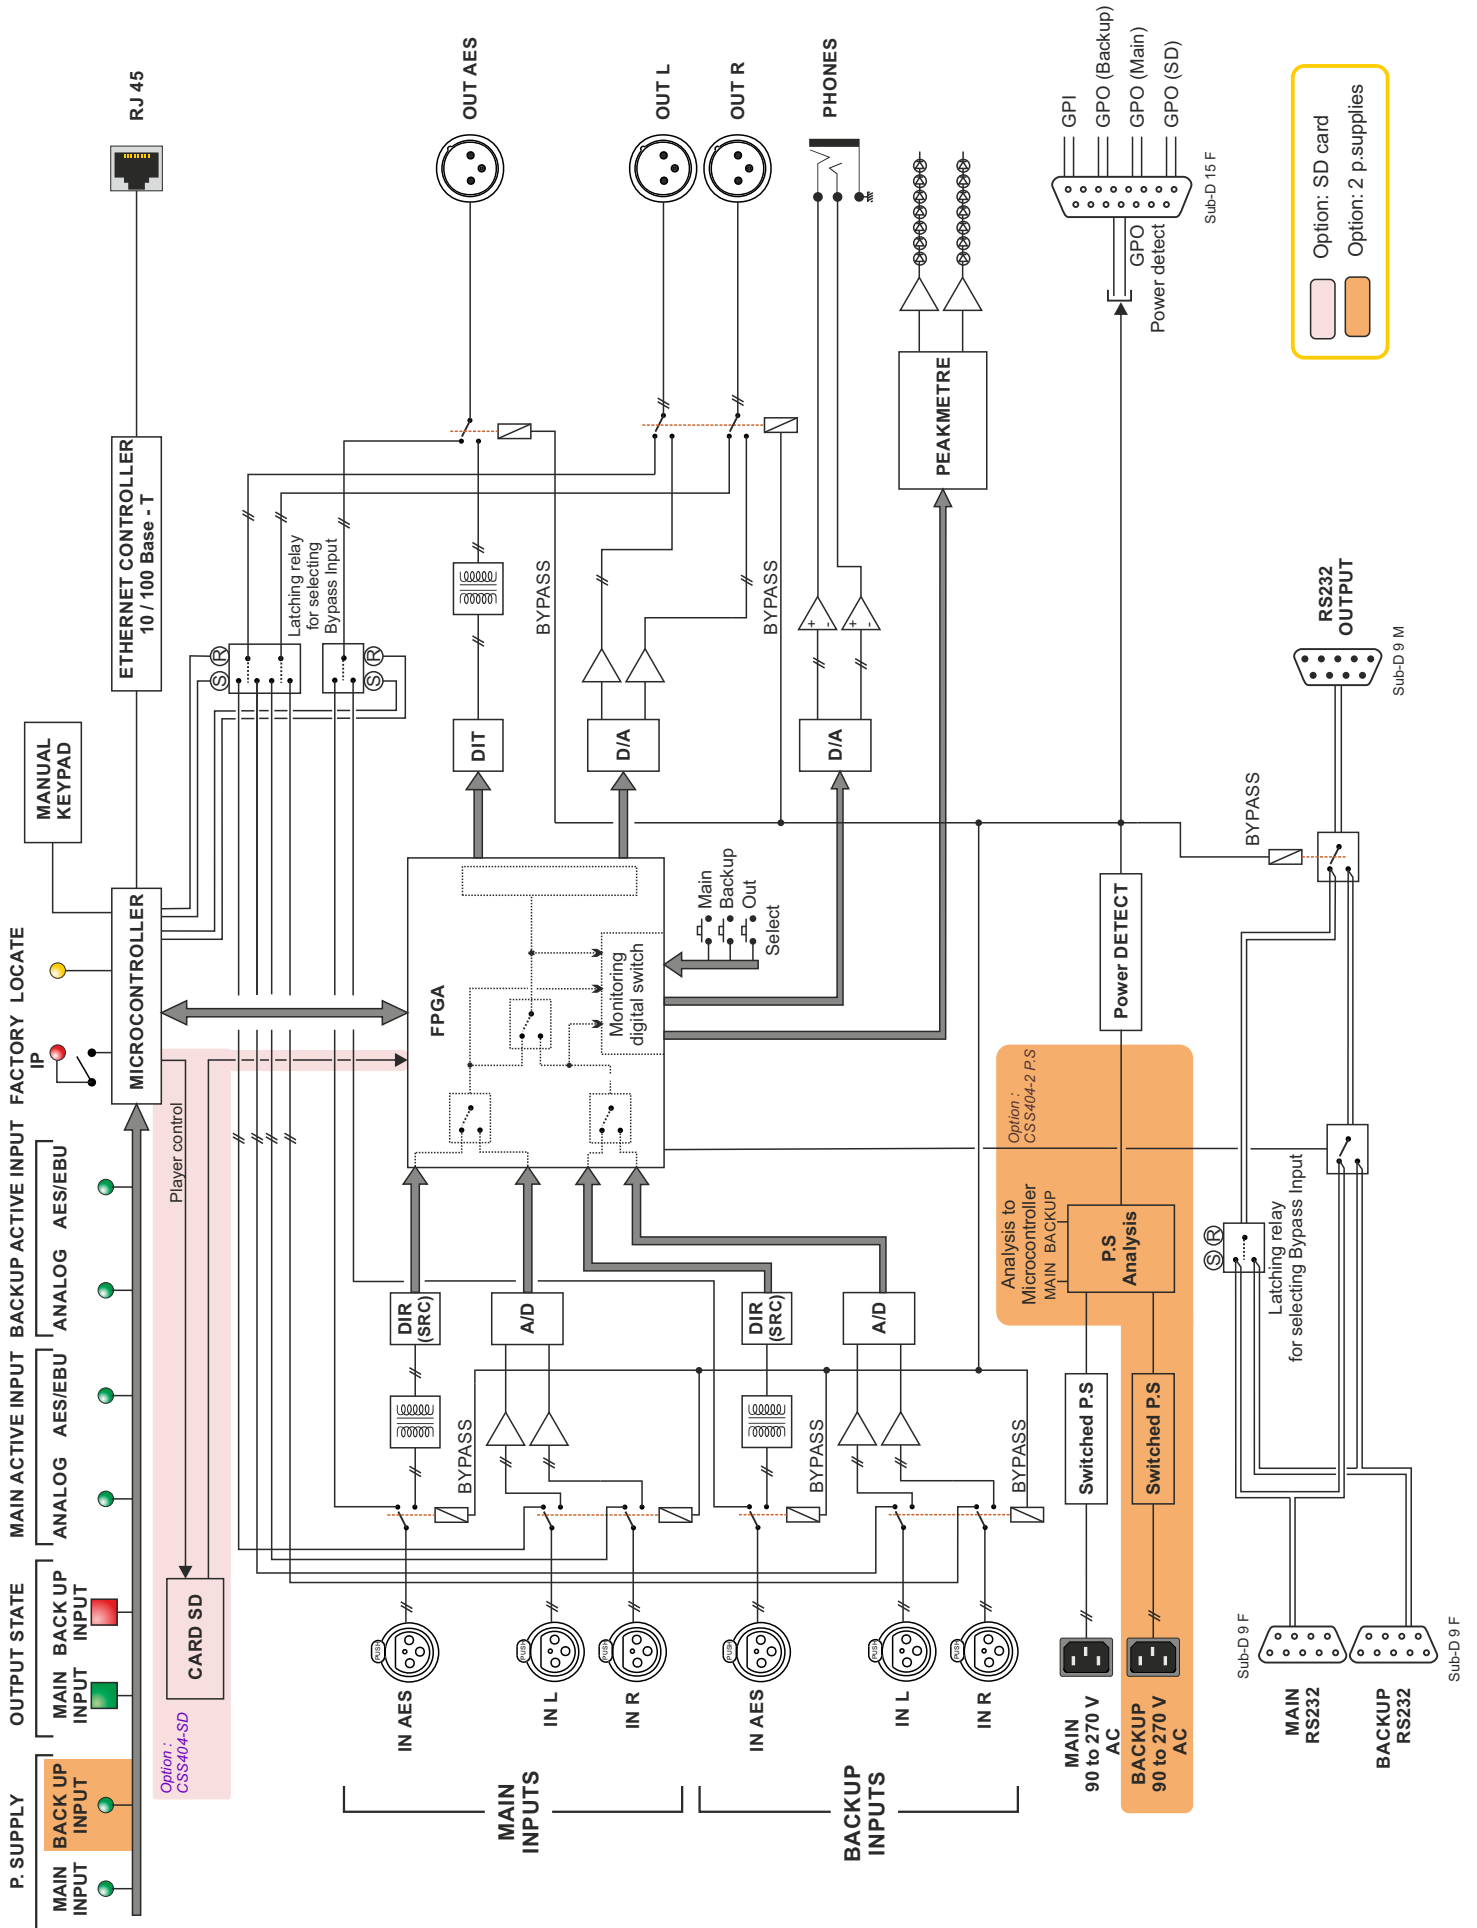 P. SUPPLY
MAIN
INPUT
BACK UP
INPUT
OUTPUT STATE
MAIN
INPUT
BACK UP
INPUT
MAIN ACTIVE INPUT
ANALOG
AES/EBU
BACKUP ACTIVE INPUT
ANALOG
AES/EBU
FACTORY
IP
LOCATE
MANUAL
KEYPAD
MICROCONTROLLER
ETHERNET CONTROLLER
10 / 100 Base - T
RJ 45
Option :
CSS404-SD
CARD SD
Player control
S
R
Latching relay
for selecting
Bypass Input
S
R
MAIN
INPUTS
IN AES
PUSH
IN L
PUSH
IN R
PUSH
BYPASS
DIR
(SRC)
A/D
BACKUP
INPUTS
IN AES
PUSH
IN L
PUSH
IN R
PUSH
BYPASS
BYPASS
DIR
(SRC)
A/D
FPGA
Monitoring
digital switch
Main
Backup
Out
Select
DIT
D/A
D/A
BYPASS
BYPASS
+
-
+
-
OUT AES
OUT L
OUT R
PHONES
PEAKMETRE
MAIN
90 to 270 V
AC
BACKUP
90 to 270 V
AC
Switched P.S
Switched P.S
P.S
Analysis
Analysis to
Microcontroller
MAIN
BACKUP
Option :
CSS404-2 P.S
Power DETECT
GPO
Power detect
GPI
GPO (Backup)
GPO (Main)
GPO (SD)
Sub-D 15 F
MAIN
RS232
Sub-D 9 F
BACKUP
RS232
Sub-D 9 F
S
R
Latching relay
for selecting Bypass Input
BYPASS
RS232
OUTPUT
Sub-D 9 M
Option: SD card
Option: 2 p.supplies